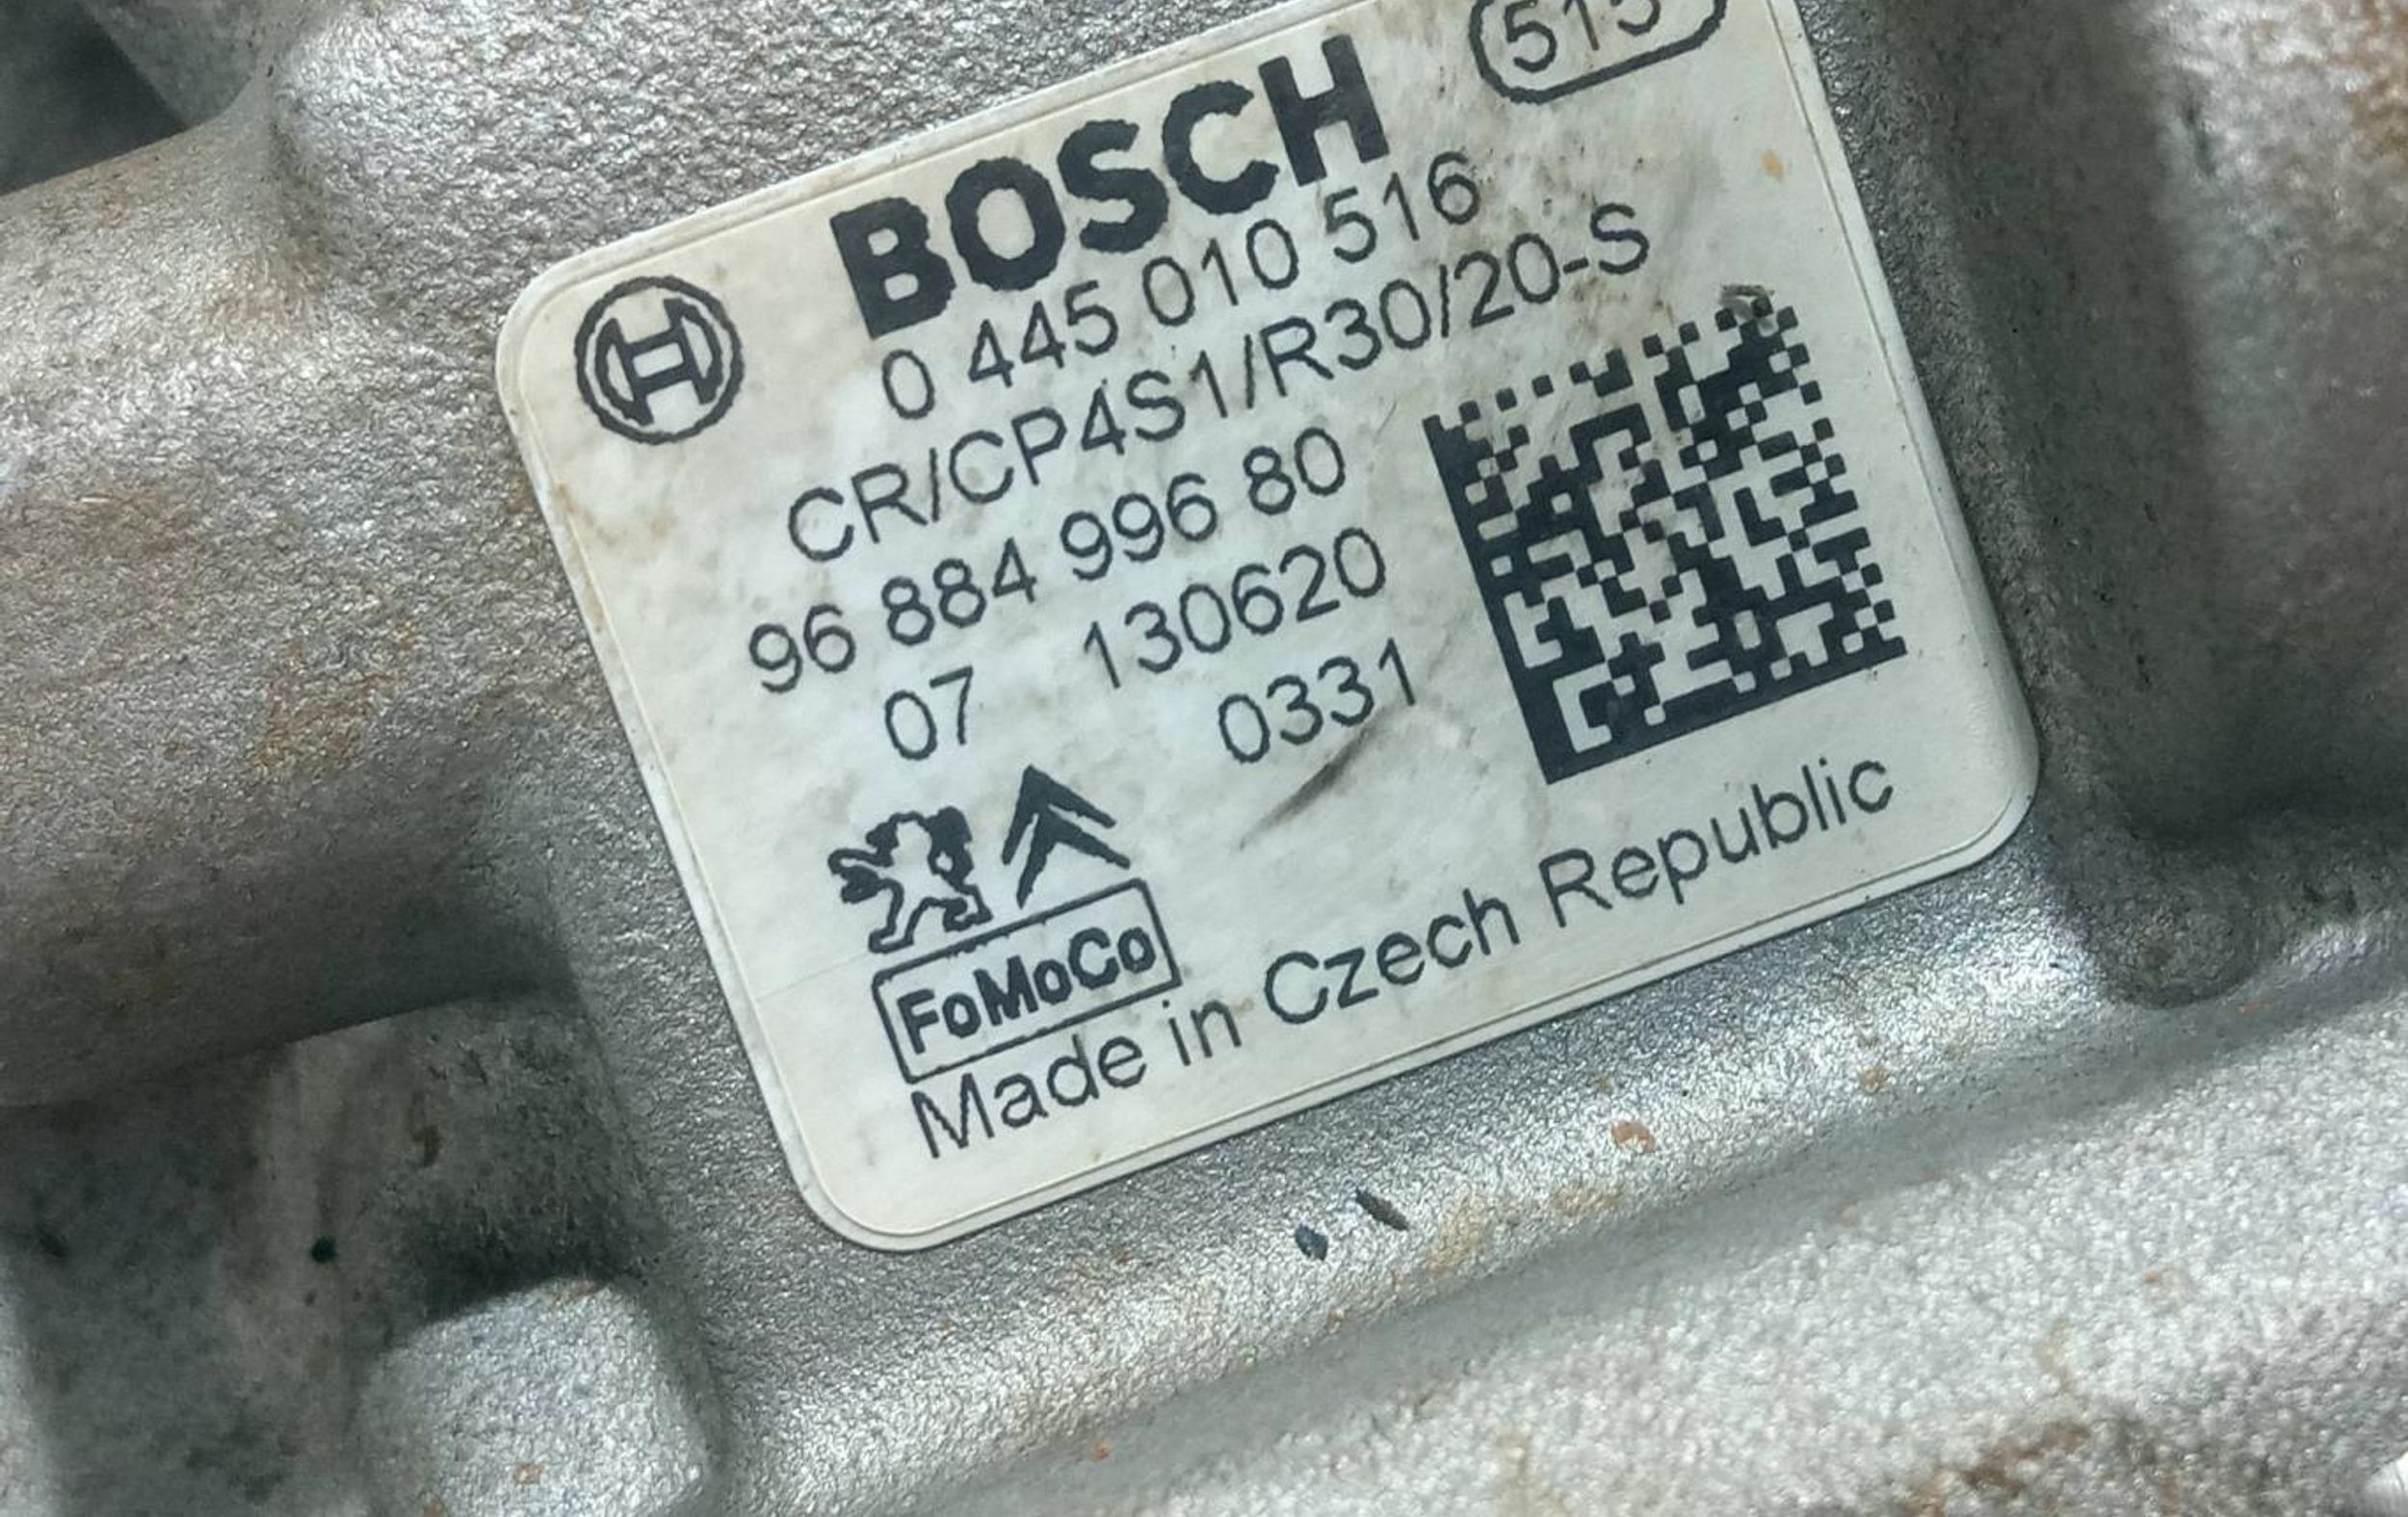 BOSCH
0 445 010 516
CR/CP4S1/R30/20-S
96 884 996 80
07 130620
0331
FoMoCo
Made in Czech Republic